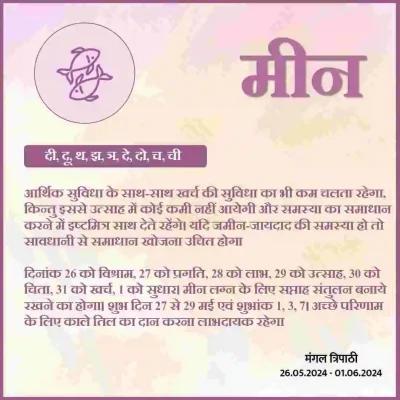 मीन
दी, दू, थ, झ, त्र, दे, दो, च, ची
आर्थिक सुविधा के साथ-साथ खर्च की सुविधा का भी कम चलता रहेगा,
किन्तु इससे उत्साह में कोई कमी नहीं आयेगी और समस्या का समाधान
करने में इष्टमित्र साथ देते रहेंगे। यदि जमीन-जायदाद की समस्या हो तो
सावधानी से समाधान खोजना उचित होगा
दिनांक 26 को विश्राम, 27 को प्रगति, 28 को लाभ, 29 को उत्साह, 30 को
चिता, 31 को खर्च, 1 को सुधार। मीन लग्न के लिए सप्ताह संतुलन बनाये
रखने का होगा। शुभ दिन 27 से 29 मई एवं शुभांक 1, 3, 7। अच्छे परिणाम
के लिए काले तिल का दान करना लाभदायक रहेगा
मंगल त्रिपाठी
26.05.2024 - 01.06.2024